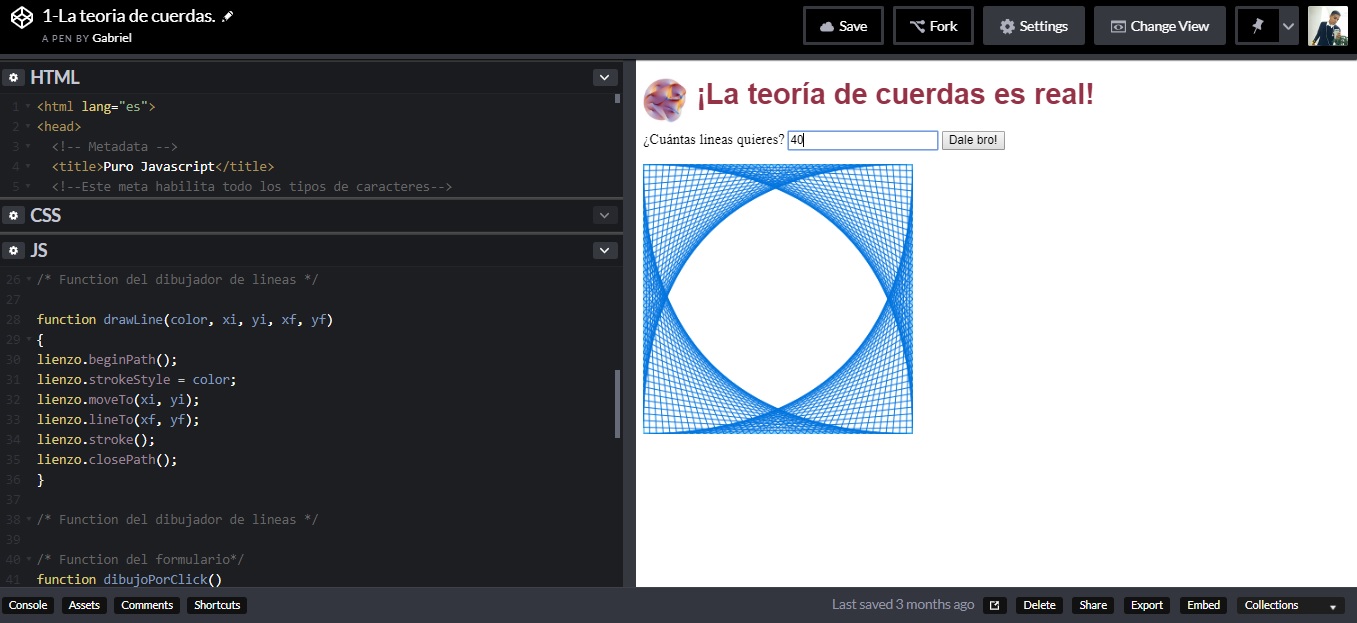 1-La teoria de cuerdas.
A PEN BY Gabriel
Save
Fork
Settings
Change View
HTML
1 <html lang="es">
2 <head>
3 <!-- Metadata -->
4 <title>Puro Javascript</title>
5 <!--Este meta habilita todo los tipos de caracteres-->
CSS
JS
26 /* Function del dibujador de lineas */
27
28 function drawLine(color, xi, yi, xf, yf)
29 {
30 lienzo.beginPath();
31 lienzo.strokeStyle = color;
32 lienzo.moveTo(xi, yi);
33 lienzo.lineTo(xf, yf);
34 lienzo.stroke();
35 lienzo.closePath();
36 }
37
38 /* Function del dibujador de lineas */
39
40 /* Function del formulario*/
41 function dibujoPorClick()
¡La teoría de cuerdas es real!
¿Cuántas lineas quieres? 40 Dale bro!
Console
Assets
Comments
Shortcuts
Last saved 3 months ago
Delete
Share
Export
Embed
Collections